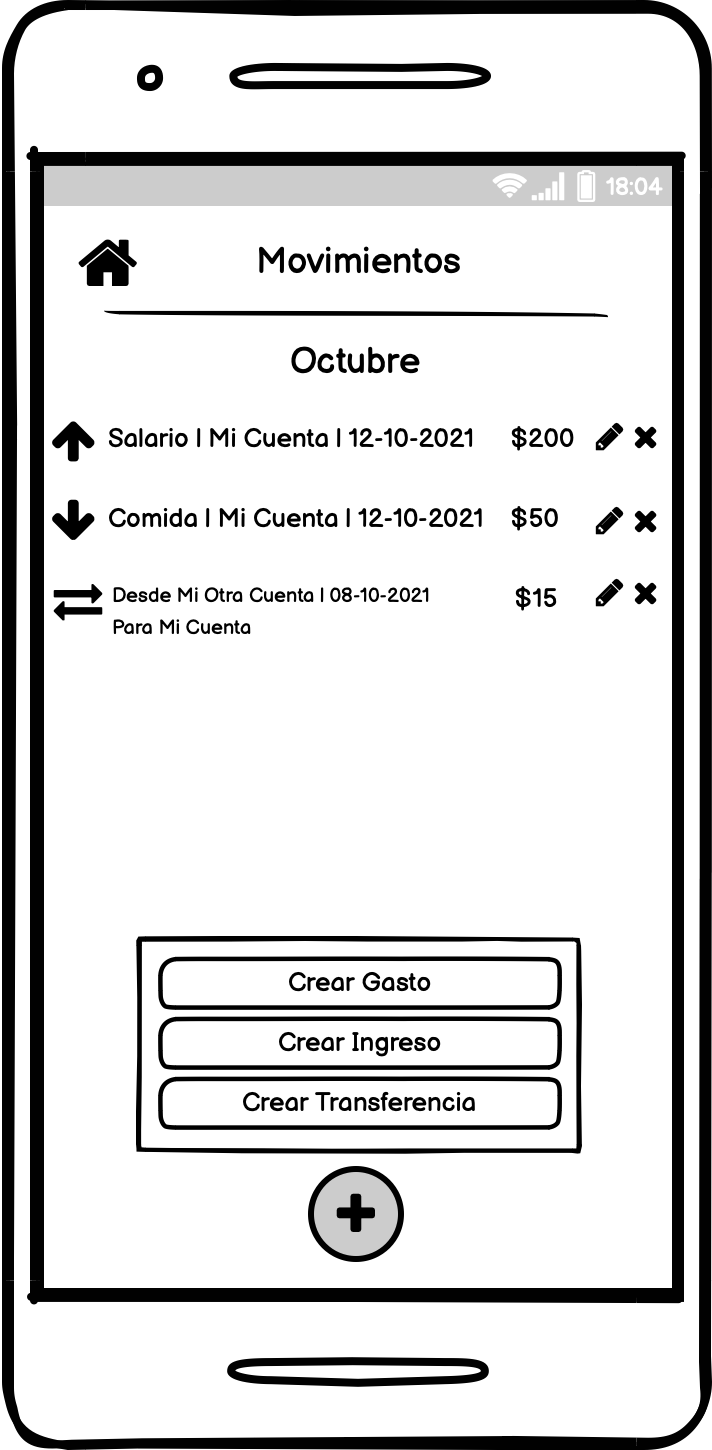 18:04
Movimientos
Octubre
Salario | Mi Cuenta | 12-10-2021 $200
Comida | Mi Cuenta | 12-10-2021 $50
Desde Mi Otra Cuenta | 08-10-2021 $15
Para Mi Cuenta
Crear Gasto
Crear Ingreso
Crear Transferencia